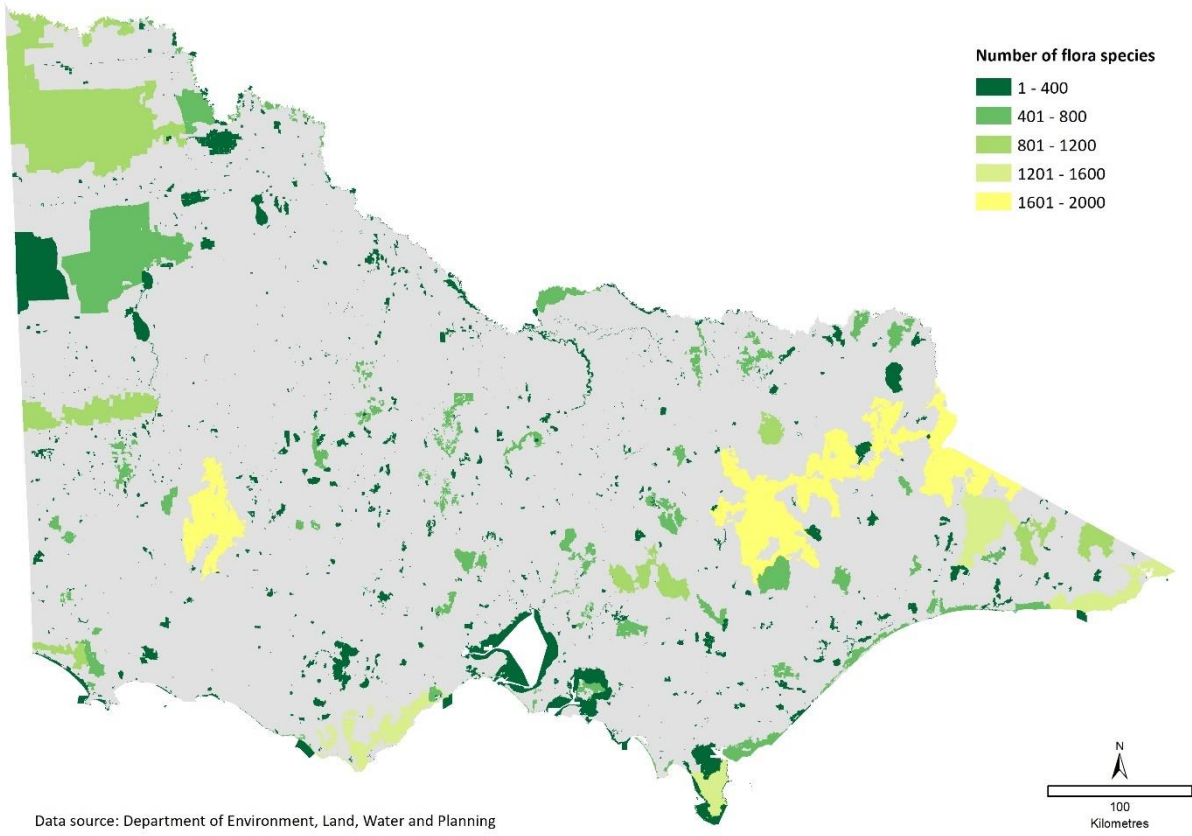 Number of flora species
1 - 400
401 - 800
801 - 1200
1201 - 1600
1601 - 2000
N
100
Kilometres
Data source: Department of Environment, Land, Water and Planning